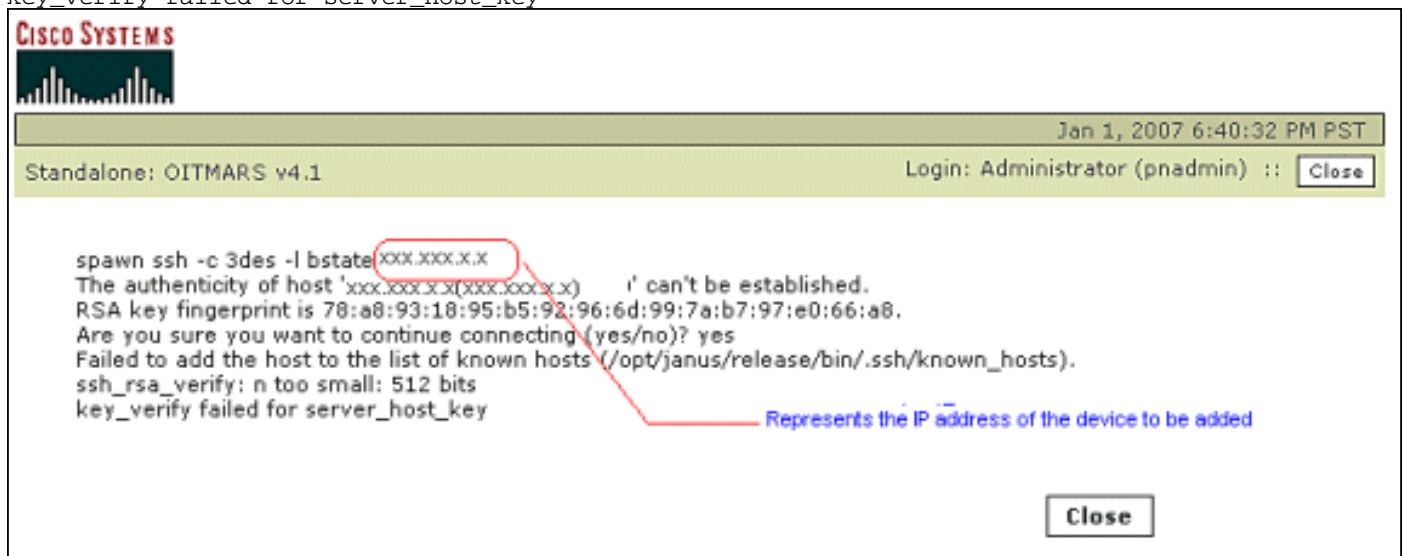 key_verify failed for server_host_key
CISCO SYSTEMS
Jan 1, 2007 6:40:32 PM PST
Standalone: OITMARS v4.1
Login: Administrator (pnadmin) :: Close
spawn ssh -c 3des -l bstate xxx.xxx.x.x
The authenticity of host 'xxx.xxx.x.x(xxx.xxx.x.x) ' can't be established.
RSA key fingerprint is 78:a8:93:18:95:b5:92:96:6d:99:7a:b7:97:e0:66:a8.
Are you sure you want to continue connecting (yes/no)? yes
Failed to add the host to the list of known hosts (/opt/janus/release/bin/.ssh/known_hosts).
ssh_rsa_verify: n too small: 512 bits
key_verify failed for server_host_key
Represents the IP address of the device to be added
Close